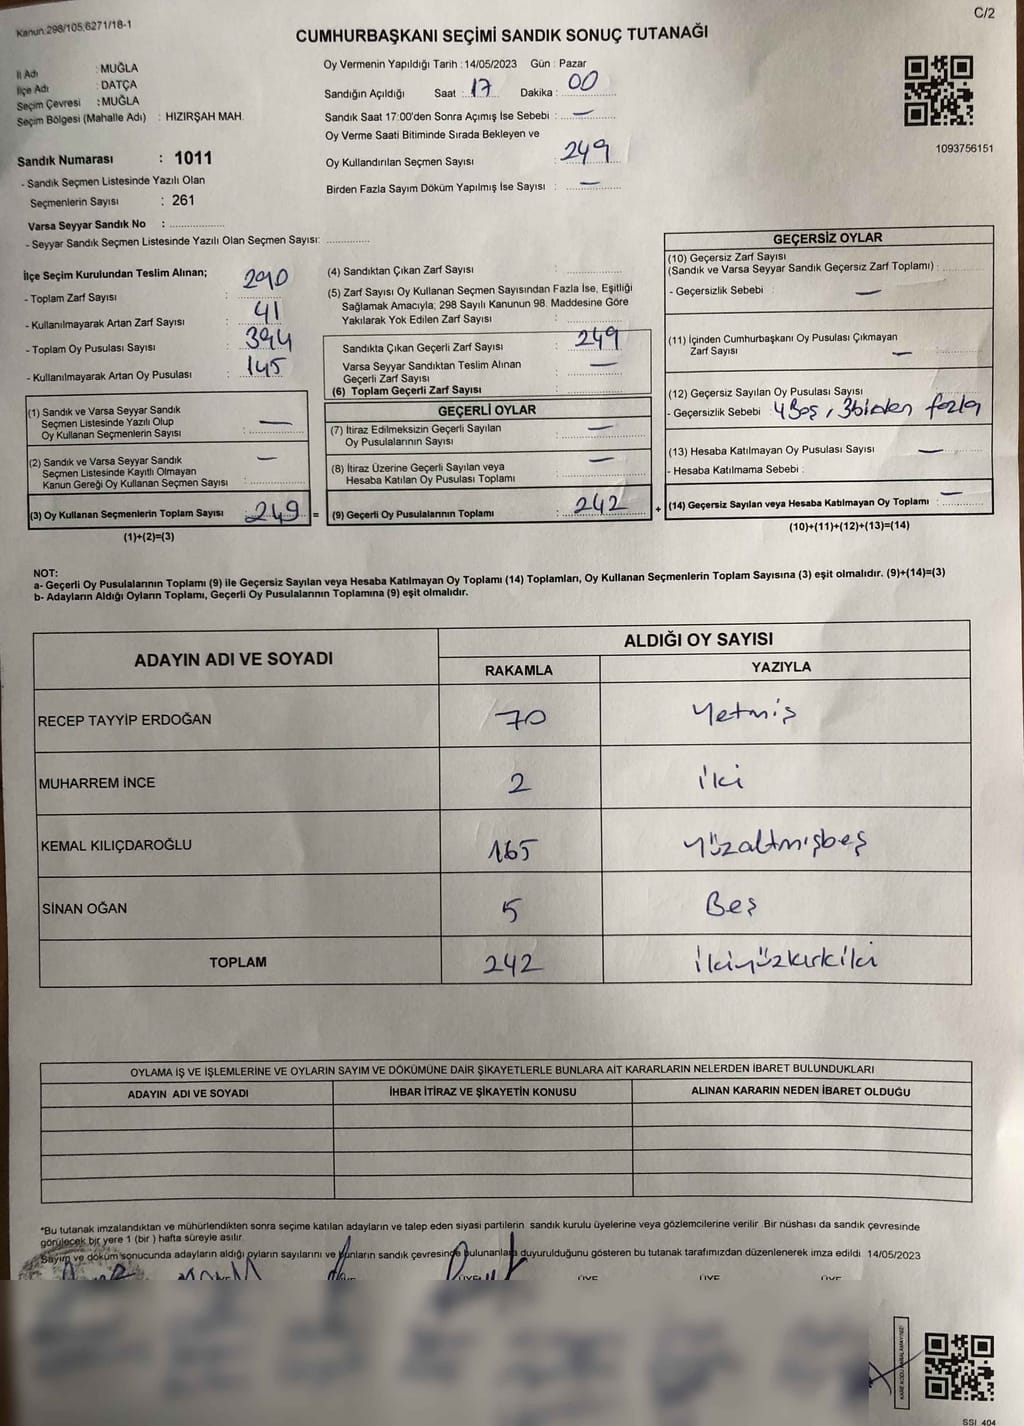 Kanun:298/105,6271/18-1
C/2
CUMHURBAŞKANI SEÇİMİ SANDIK SONUÇ TUTANAĞI
İl Adı : MUĞLA
İlçe Adı : DATÇA
Seçim Çevresi : MUĞLA
Seçim Bölgesi (Mahalle Adı) : HIZIRŞAH MAH.
Sandık Numarası : 1011
- Sandık Seçmen Listesinde Yazılı Olan
Seçmenlerin Sayısı : 261
Varsa Seyyar Sandık No :
- Seyyar Sandık Seçmen Listesinde Yazılı Olan Seçmen Sayısı:
Oy Vermenin Yapıldığı Tarih : 14/05/2023 Gün : Pazar
Sandığın Açıldığı Saat : 17 Dakika : 00
Sandık Saat 17:00'den Sonra Açımış İse Sebebi : —
Oy Verme Saati Bitiminde Sırada Bekleyen ve
Oy Kullandırılan Seçmen Sayısı : 249
Birden Fazla Sayım Döküm Yapılmış İse Sayısı : —
1093756151
İlçe Seçim Kurulundan Teslim Alınan;
- Toplam Zarf Sayısı : 290
- Kullanılmayarak Artan Zarf Sayısı : 41
- Toplam Oy Pusulası Sayısı : 394
- Kullanılmayarak Artan Oy Pusulası : 145
(1) Sandık ve Varsa Seyyar Sandık
Seçmen Listesinde Yazılı Olup
Oy Kullanan Seçmenlerin Sayısı : —
(2) Sandık ve Varsa Seyyar Sandık
Seçmen Listesinde Kayıtlı Olmayan
Kanun Gereği Oy Kullanan Seçmen Sayısı : —
(3) Oy Kullanan Seçmenlerin Toplam Sayısı : 249 =
(1)+(2)=(3)
(4) Sandıktan Çıkan Zarf Sayısı :
(5) Zarf Sayısı Oy Kullanan Seçmen Sayısından Fazla İse, Eşitliği
Sağlamak Amacıyla; 298 Sayılı Kanunun 98. Maddesine Göre
Yakılarak Yok Edilen Zarf Sayısı :
Sandıkta Çıkan Geçerli Zarf Sayısı : 249
Varsa Seyyar Sandıktan Teslim Alınan
Geçerli Zarf Sayısı : —
(6) Toplam Geçerli Zarf Sayısı :
GEÇERLİ OYLAR
(7) İtiraz Edilmeksizin Geçerli Sayılan
Oy Pusulalarının Sayısı : —
(8) İtiraz Üzerine Geçerli Sayılan veya
Hesaba Katılan Oy Pusulası Toplamı : —
(9) Geçerli Oy Pusulalarının Toplamı : 242 +
GEÇERSİZ OYLAR
(10) Geçersiz Zarf Sayısı
(Sandık ve Varsa Seyyar Sandık Geçersiz Zarf Toplamı) :
- Geçersizlik Sebebi : —
(11) İçinden Cumhurbaşkanı Oy Pusulası Çıkmayan
Zarf Sayısı : —
(12) Geçersiz Sayılan Oy Pusulası Sayısı :
- Geçersizlik Sebebi : 4 Boş, 3 birden fazla
(13) Hesaba Katılmayan Oy Pusulası Sayısı : —
- Hesaba Katılmama Sebebi :
(14) Geçersiz Sayılan veya Hesaba Katılmayan Oy Toplamı : —
(10)+(11)+(12)+(13)=(14)
NOT:
a- Geçerli Oy Pusulalarının Toplamı (9) ile Geçersiz Sayılan veya Hesaba Katılmayan Oy Toplamı (14) Toplamları, Oy Kullanan Seçmenlerin Toplam Sayısına (3) eşit olmalıdır. (9)+(14)=(3)
b- Adayların Aldığı Oyların Toplamı, Geçerli Oy Pusulalarının Toplamına (9) eşit olmalıdır.
ADAYIN ADI VE SOYADI
ALDIĞI OY SAYISI
RAKAMLA YAZIYLA
RECEP TAYYİP ERDOĞAN 70 Yetmiş
MUHARREM İNCE 2 iki
KEMAL KILIÇDAROĞLU 165 Yüzaltmışbeş
SİNAN OĞAN 5 Beş
TOPLAM 242 ikiyüzkırkiki
OYLAMA İŞ VE İŞLEMLERİNE VE OYLARIN SAYIM VE DÖKÜMÜNE DAİR ŞİKAYETLERLE BUNLARA AİT KARARLARIN NELERDEN İBARET BULUNDUKLARI
ADAYIN ADI VE SOYADI İHBAR İTİRAZ VE ŞİKAYETİN KONUSU ALINAN KARARIN NEDEN İBARET OLDUĞU
*Bu tutanak imzalandıktan ve mühürlendikten sonra seçime katılan adayların ve talep eden siyasi partilerin sandık kurulu üyelerine veya gözlemcilerine verilir. Bir nüshası da sandık çevresinde
görülecek bir yere 1 (bir ) hafta süreyle asılır.
Sayım ve döküm sonucunda adayların aldığı oyların sayılarını ve bunların sandık çevresinde bulunanlara duyurulduğunu gösteren bu tutanak tarafımızdan düzenlenerek imza edildi 14/05/2023
ÜYE ÜYE ÜYE ÜYE
KARE KODU KARALAMAYINIZ!
SSI 404